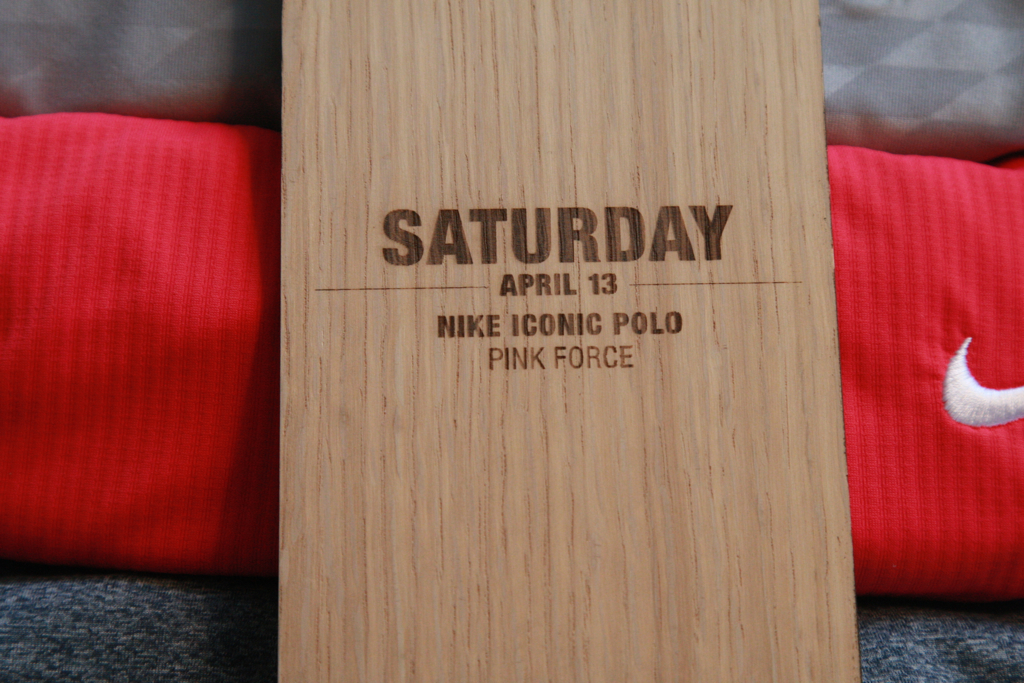 SATURDAY
APRIL 13
NIKE ICONIC POLO
PINK FORCE